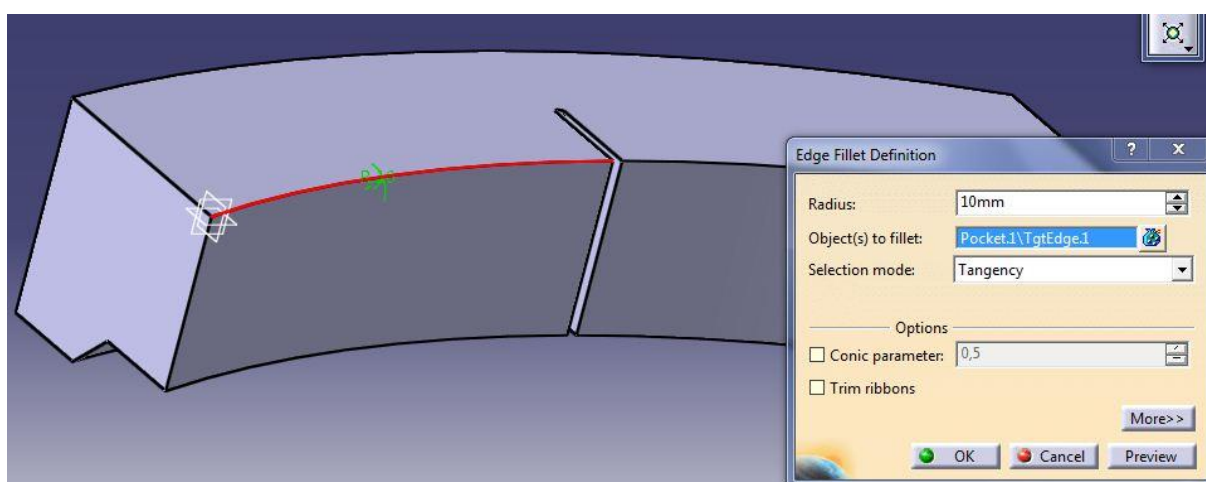 Edge Fillet Definition
? X
Radius: 10mm
Object(s) to fillet: Pocket.1\TgtEdge.1
Selection mode: Tangency
Options
Conic parameter: 0,5
Trim ribbons
More>>
OK Cancel Preview